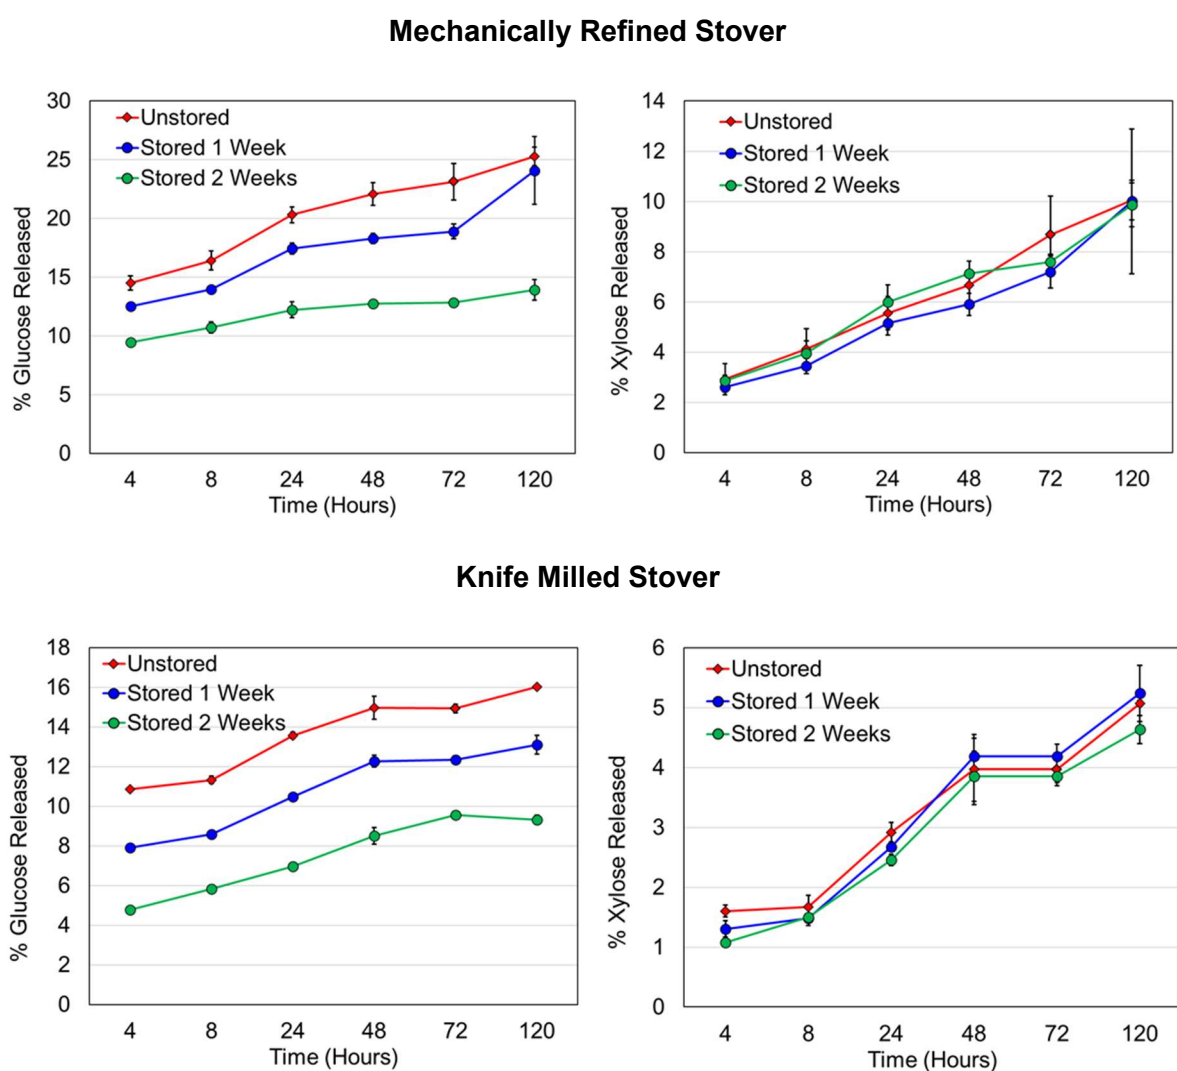 Mechanically Refined Stover
30
25
20
15
10
5
0
% Glucose Released
Unstored
Stored 1 Week
Stored 2 Weeks
4 8 24 48 72 120
Time (Hours)
14
12
10
8
6
4
2
0
% Xylose Released
Unstored
Stored 1 Week
Stored 2 Weeks
4 8 24 48 72 120
Time (Hours)
Knife Milled Stover
18
16
14
12
10
8
6
4
2
0
% Glucose Released
Unstored
Stored 1 Week
Stored 2 Weeks
4 8 24 48 72 120
Time (Hours)
6
5
4
3
2
1
0
% Xylose Released
Unstored
Stored 1 Week
Stored 2 Weeks
4 8 24 48 72 120
Time (Hours)